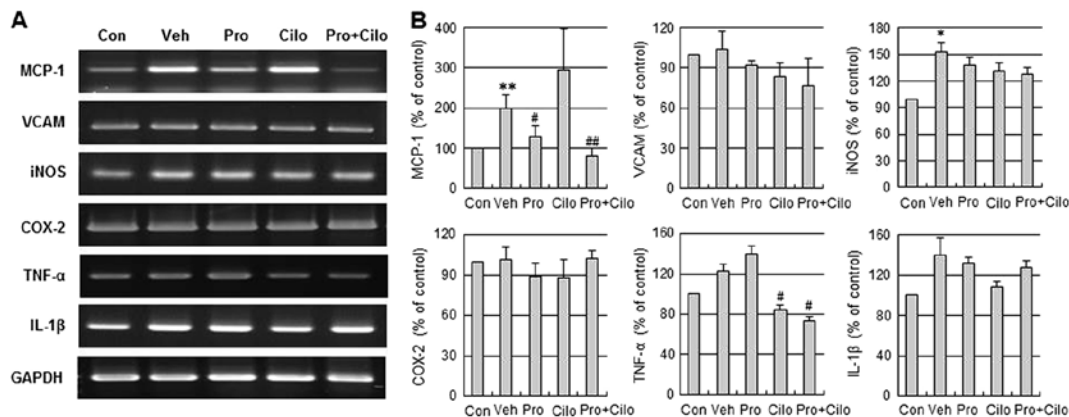 A
Con Veh Pro Cilo Pro+Cilo
MCP-1
VCAM
iNOS
COX-2
TNF-α
IL-1β
GAPDH
B
MCP-1 (% of control)
400
300
200
100
0
**
#
##
Con Veh Pro Cilo Pro+Cilo
VCAM (% of control)
120
90
60
30
0
Con Veh Pro Cilo Pro+Cilo
iNOS (% of control)
180
150
120
90
60
30
0
*
Con Veh Pro Cilo Pro+Cilo
COX-2 (% of control)
120
90
60
30
0
Con Veh Pro Cilo Pro+Cilo
TNF-α (% of control)
160
120
80
40
0
#
#
Con Veh Pro Cilo Pro+Cilo
IL-1β (% of control)
160
120
80
40
0
Con Veh Pro Cilo Pro+Cilo